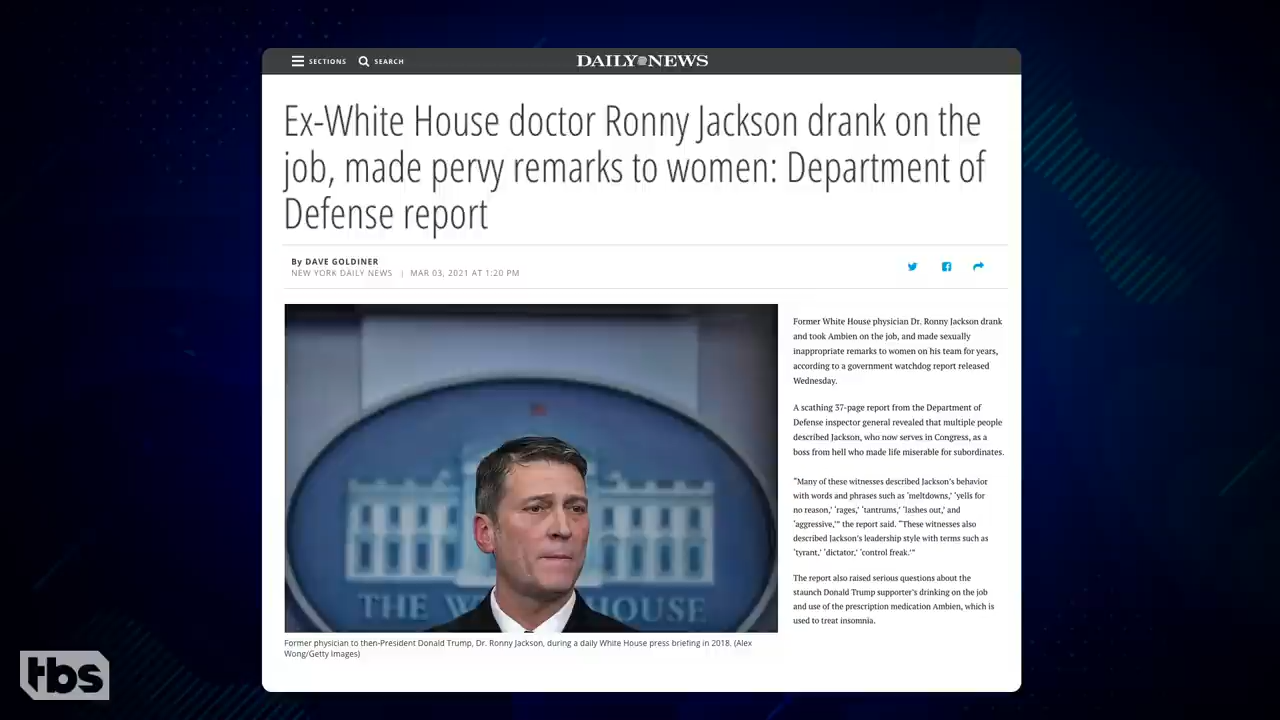 SECTIONS SEARCH DAILY NEWS
Ex-White House doctor Ronny Jackson drank on the
job, made pervy remarks to women: Department of
Defense report
By DAVE GOLDINER
NEW YORK DAILY NEWS | MAR 03, 2021 AT 1:20 PM
THE W HOUSE
Former physician to then-President Donald Trump, Dr. Ronny Jackson, during a daily White House press briefing in 2018. (Alex
Wong/Getty Images)
Former White House physician Dr. Ronny Jackson drank
and took Ambien on the job, and made sexually
inappropriate remarks to women on his team for years,
according to a government watchdog report released
Wednesday.
A scathing 37-page report from the Department of
Defense inspector general revealed that multiple people
described Jackson, who now serves in Congress, as a
boss from hell who made life miserable for subordinates.
“Many of these witnesses described Jackson’s behavior
with words and phrases such as ‘meltdowns,’ ‘yells for
no reason,’ ‘rages,’ ‘tantrums,’ ‘lashes out,’ and
‘aggressive,’” the report said. “These witnesses also
described Jackson’s leadership style with terms such as
‘tyrant,’ ‘dictator,’ ‘control freak.’”
The report also raised serious questions about the
staunch Donald Trump supporter’s drinking on the job
and use of the prescription medication Ambien, which is
used to treat insomnia.
tbs